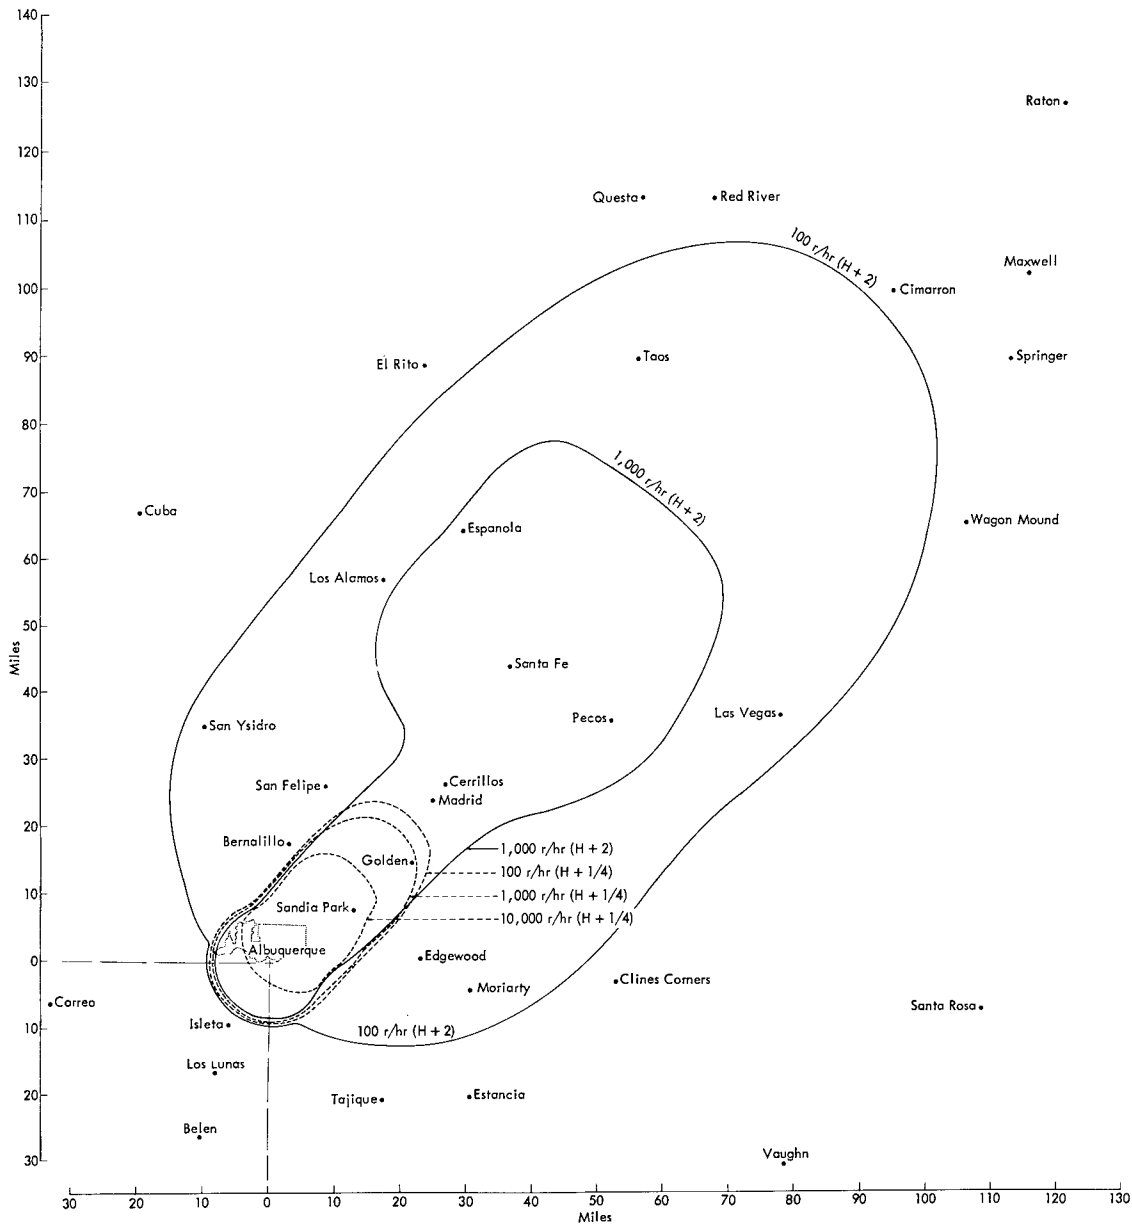 140
130
Raton
120
Questa
Red River
110
100 r/hr (H + 2)
Maxwell
100
Cimarron
90
El Rito
Taos
Springer
80
1,000 r/hr (H + 2)
70
Cuba
Espanola
Wagon Mound
60
Los Alamos
50
Miles
Santa Fe
40
San Ysidro
Pecos
Las Vegas
30
San Felipe
Cerrillos
Madrid
20
Bernalillo
1,000 r/hr (H + 2)
Golden
100 r/hr (H + 1/4)
10
1,000 r/hr (H + 1/4)
Sandia Park
10,000 r/hr (H + 1/4)
Albuquerque
0
Edgewood
Clines Corners
Moriarty
Correo
Santa Rosa
10
Isleta
100 r/hr (H + 2)
Los Lunas
20
Tajique
Estancia
Belen
30
Vaughn
30 20 10 0 10 20 30 40 50 60 70 80 90 100 110 120 130
Miles